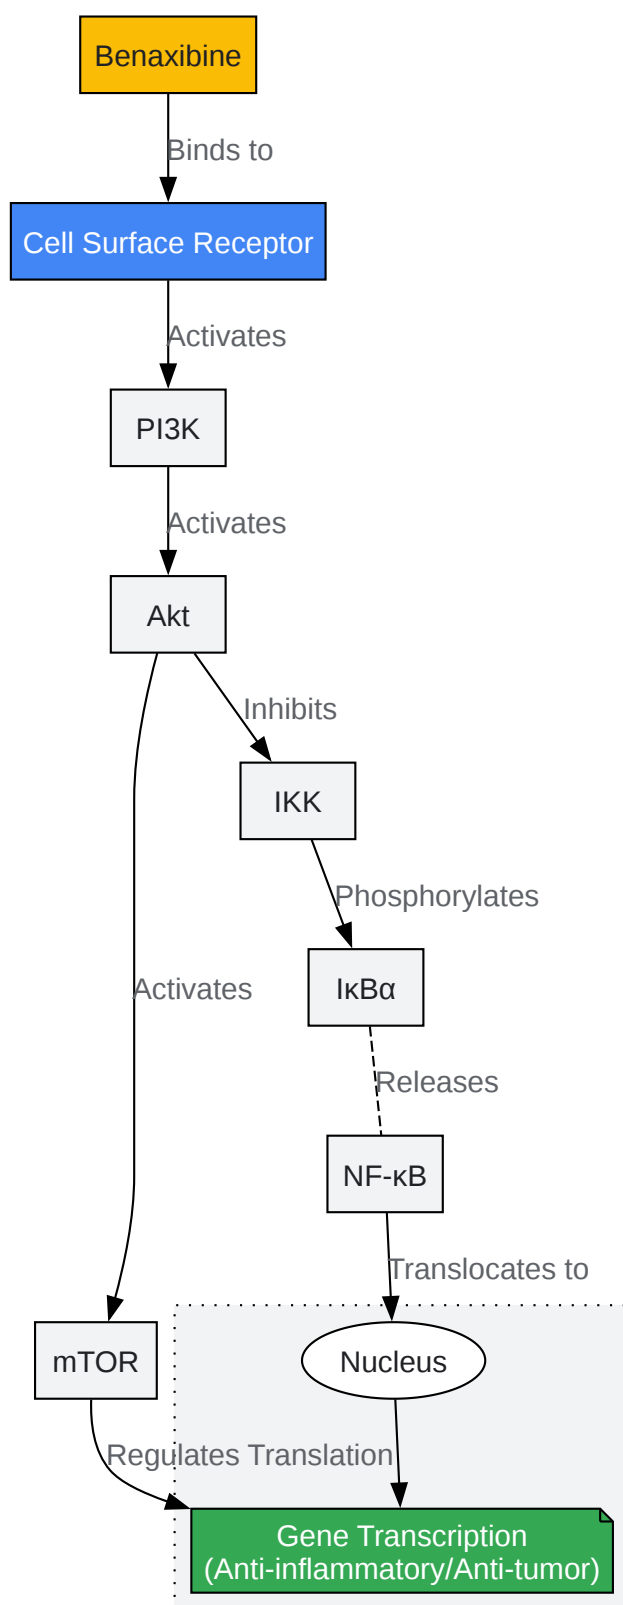 Benaxibine
Binds to
Cell Surface Receptor
Activates
PI3K
Activates
Akt
Inhibits
IKK
Phosphorylates
IκBα
Activates
Releases
NF-κB
Translocates to
mTOR
Nucleus
Regulates Translation
Gene Transcription
(Anti-inflammatory/Anti-tumor)